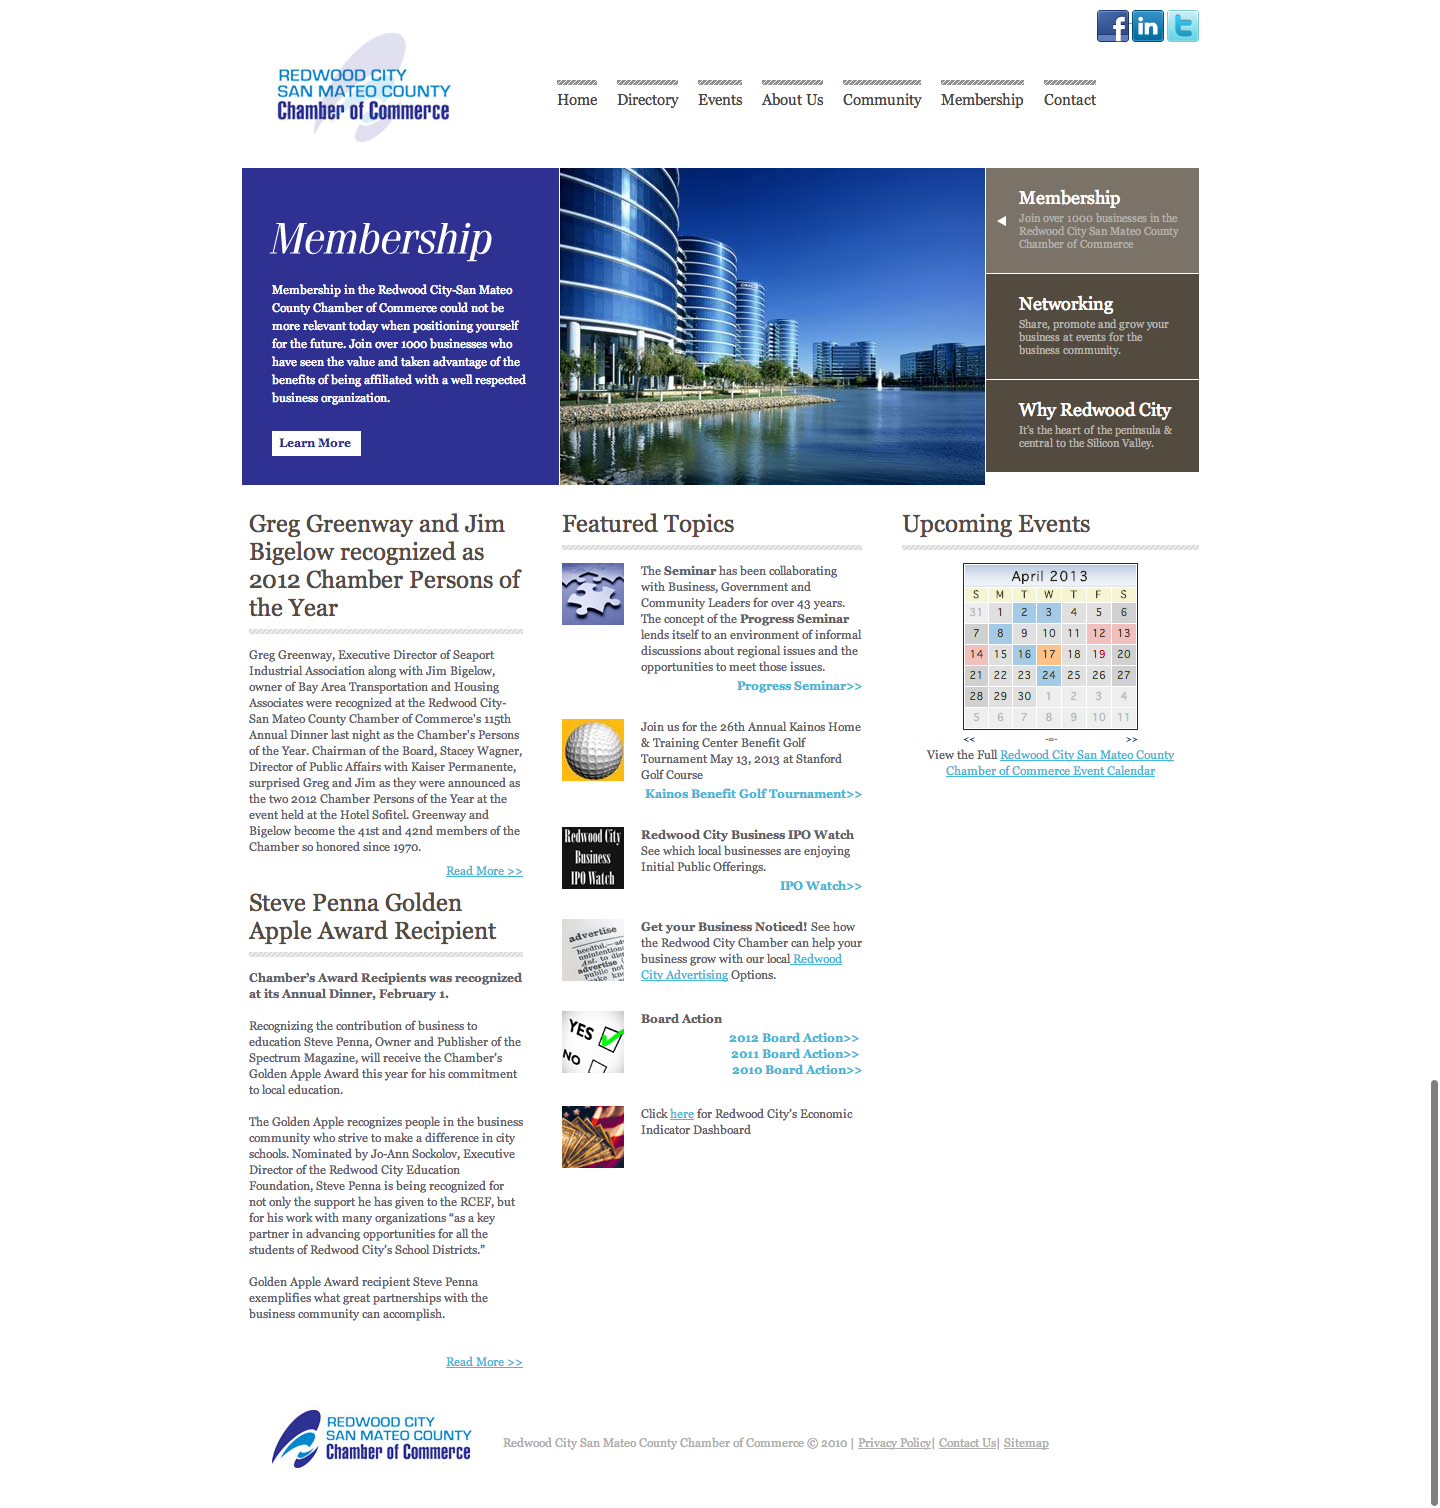 REDWOOD CITY
SAN MATEO COUNTY
Chamber of Commerce
Home Directory Events About Us Community Membership Contact
Membership
Membership in the Redwood City-San Mateo
County Chamber of Commerce could not be
more relevant today when positioning yourself
for the future. Join over 1000 businesses who
have seen the value and taken advantage of the
benefits of being affiliated with a well respected
business organization.
Learn More
Membership
Join over 1000 businesses in the
Redwood City San Mateo County
Chamber of Commerce
Networking
Share, promote and grow your
business at events for the
business community.
Why Redwood City
It's the heart of the peninsula &
central to the Silicon Valley.
Greg Greenway and Jim
Bigelow recognized as
2012 Chamber Persons of
the Year
Greg Greenway, Executive Director of Seaport
Industrial Association along with Jim Bigelow,
owner of Bay Area Transportation and Housing
Associates were recognized at the Redwood City-
San Mateo County Chamber of Commerce's 115th
Annual Dinner last night as the Chamber's Persons
of the Year. Chairman of the Board, Stacey Wagner,
Director of Public Affairs with Kaiser Permanente,
surprised Greg and Jim as they were announced as
the two 2012 Chamber Persons of the Year at the
event held at the Hotel Sofitel. Greenway and
Bigelow become the 41st and 42nd members of the
Chamber so honored since 1970.
Read More >>
Steve Penna Golden
Apple Award Recipient
Chamber's Award Recipients was recognized
at its Annual Dinner, February 1.
Recognizing the contribution of business to
education Steve Penna, Owner and Publisher of the
Spectrum Magazine, will receive the Chamber's
Golden Apple Award this year for his commitment
to local education.
The Golden Apple recognizes people in the business
community who strive to make a difference in city
schools. Nominated by Jo-Ann Sockolov, Executive
Director of the Redwood City Education
Foundation, Steve Penna is being recognized for
not only the support he has given to the RCEF, but
for his work with many organizations “as a key
partner in advancing opportunities for all the
students of Redwood City's School Districts.”
Golden Apple Award recipient Steve Penna
exemplifies what great partnerships with the
business community can accomplish.
Read More >>
Featured Topics
The Seminar has been collaborating
with Business, Government and
Community Leaders for over 43 years.
The concept of the Progress Seminar
lends itself to an environment of informal
discussions about regional issues and the
opportunities to meet those issues.
Progress Seminar>>
Join us for the 26th Annual Kainos Home
& Training Center Benefit Golf
Tournament May 13, 2013 at Stanford
Golf Course
Kainos Benefit Golf Tournament>>
Redwood City
Business
IPO Watch
Redwood City Business IPO Watch
See which local businesses are enjoying
Initial Public Offerings.
IPO Watch>>
advertise
Get your Business Noticed! See how
the Redwood City Chamber can help your
business grow with our local Redwood
City Advertising Options.
YES
NO
Board Action
2012 Board Action>>
2011 Board Action>>
2010 Board Action>>
Click here for Redwood City's Economic
Indicator Dashboard
Upcoming Events
April 2013
S M T W T F S
31 1 2 3 4 5 6
7 8 9 10 11 12 13
14 15 16 17 18 19 20
21 22 23 24 25 26 27
28 29 30 1 2 3 4
5 6 7 8 9 10 11
<< -=- >>
View the Full Redwood City San Mateo County
Chamber of Commerce Event Calendar
REDWOOD CITY
SAN MATEO COUNTY
Chamber of Commerce
Redwood City San Mateo County Chamber of Commerce © 2010 | Privacy Policy| Contact Us| Sitemap